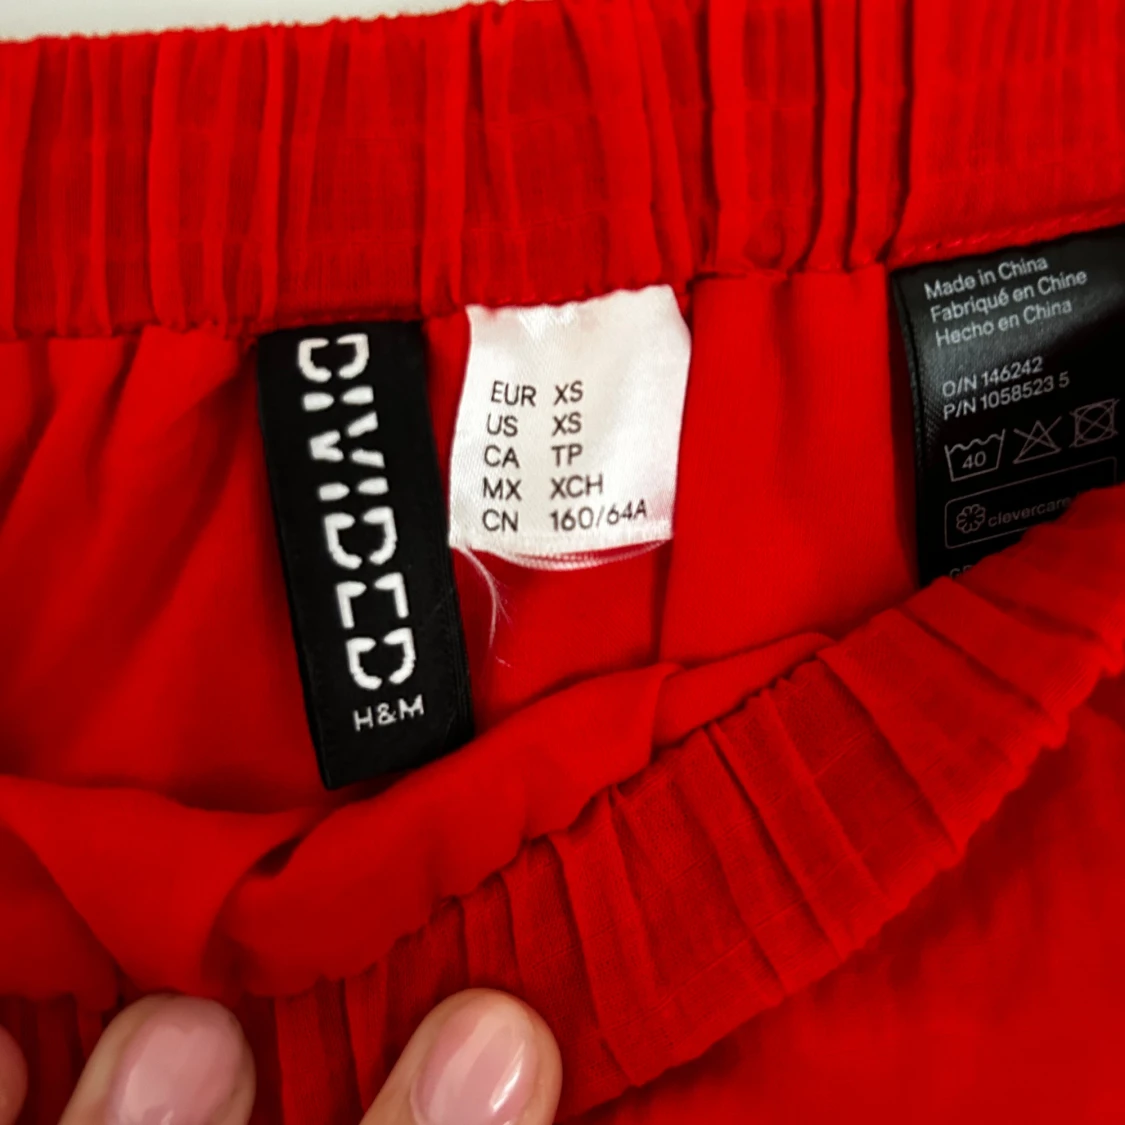 DIVIDED
H&M
EUR XS
US XS
CA TP
MX XCH
CN 160/64A
Made in China
Fabriqué en Chine
Hecho en China
O/N 146242
P/N 1058523 5
40
clevercare